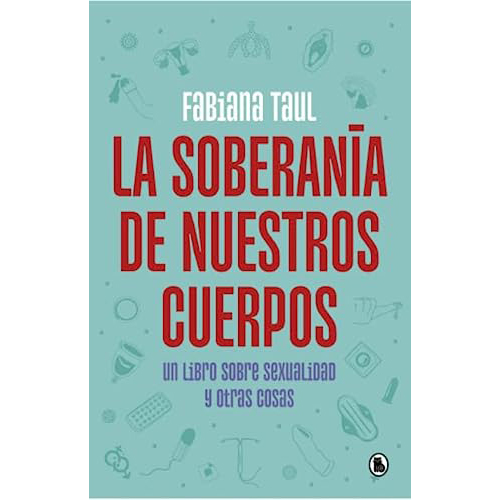 Fabiana Taul
LA SOBERANÍA
DE NUESTROS
CUERPOS
un libro sobre sexualidad
y otras cosas